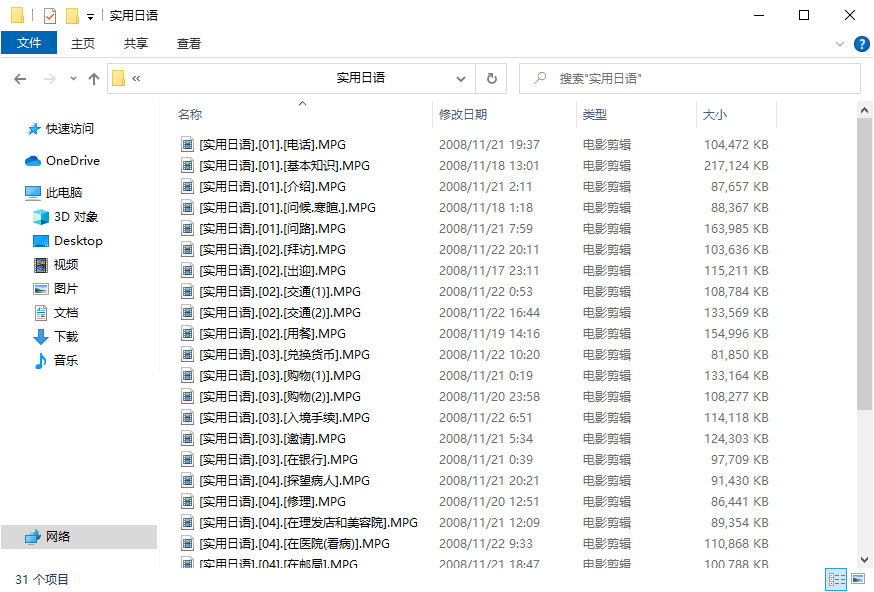 实用日语
文件 主页 共享 查看
« 实用日语 搜索"实用日语"
名称 修改日期 类型 大小
快速访问
OneDrive
此电脑
3D 对象
Desktop
视频
图片
文档
下载
音乐
网络
[实用日语].[01].[电话].MPG 2008/11/21 19:37 电影剪辑 104,472 KB
[实用日语].[01].[基本知识].MPG 2008/11/18 13:01 电影剪辑 217,124 KB
[实用日语].[01].[介绍].MPG 2008/11/21 2:11 电影剪辑 87,657 KB
[实用日语].[01].[问候.寒暄.].MPG 2008/11/18 1:18 电影剪辑 88,367 KB
[实用日语].[01].[问路].MPG 2008/11/21 7:59 电影剪辑 163,985 KB
[实用日语].[02].[拜访].MPG 2008/11/22 20:11 电影剪辑 103,636 KB
[实用日语].[02].[出迎].MPG 2008/11/17 23:11 电影剪辑 115,211 KB
[实用日语].[02].[交通(1)].MPG 2008/11/22 0:53 电影剪辑 108,784 KB
[实用日语].[02].[交通(2)].MPG 2008/11/22 16:44 电影剪辑 133,569 KB
[实用日语].[02].[用餐].MPG 2008/11/19 14:16 电影剪辑 154,996 KB
[实用日语].[03].[兑换货币].MPG 2008/11/22 10:20 电影剪辑 81,850 KB
[实用日语].[03].[购物(1)].MPG 2008/11/21 0:19 电影剪辑 133,164 KB
[实用日语].[03].[购物(2)].MPG 2008/11/20 23:58 电影剪辑 108,277 KB
[实用日语].[03].[入境手续].MPG 2008/11/22 6:51 电影剪辑 114,118 KB
[实用日语].[03].[邀请].MPG 2008/11/21 5:34 电影剪辑 124,303 KB
[实用日语].[03].[在银行].MPG 2008/11/21 0:39 电影剪辑 97,709 KB
[实用日语].[04].[探望病人].MPG 2008/11/21 20:21 电影剪辑 91,430 KB
[实用日语].[04].[修理].MPG 2008/11/20 12:51 电影剪辑 86,441 KB
[实用日语].[04].[在理发店和美容院].MPG 2008/11/21 12:09 电影剪辑 89,354 KB
[实用日语].[04].[在医院(看病)].MPG 2008/11/22 9:33 电影剪辑 110,868 KB
[实用日语].[04].[在邮局].MPG 2008/11/21 18:47 电影剪辑 100,788 KB
31 个项目